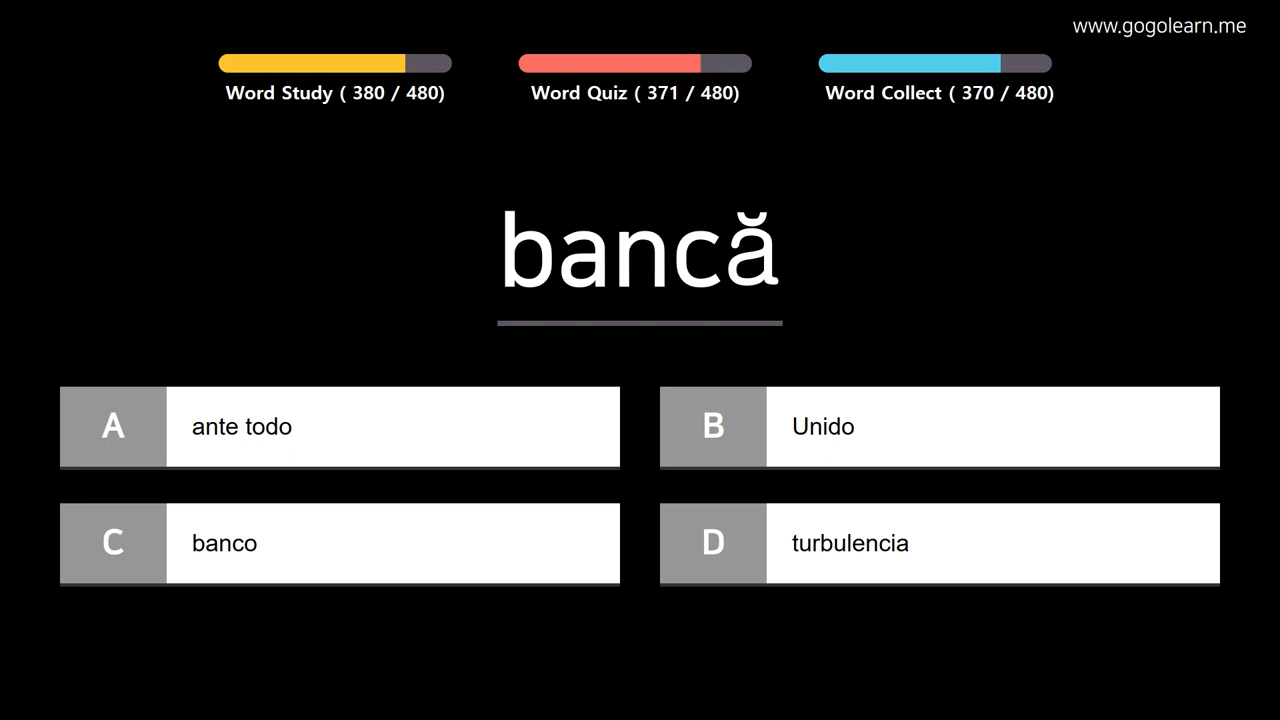 www.gogolearn.me
Word Study ( 380 / 480)
Word Quiz ( 371 / 480)
Word Collect ( 370 / 480)
bancă
A ante todo
B Unido
C banco
D turbulencia